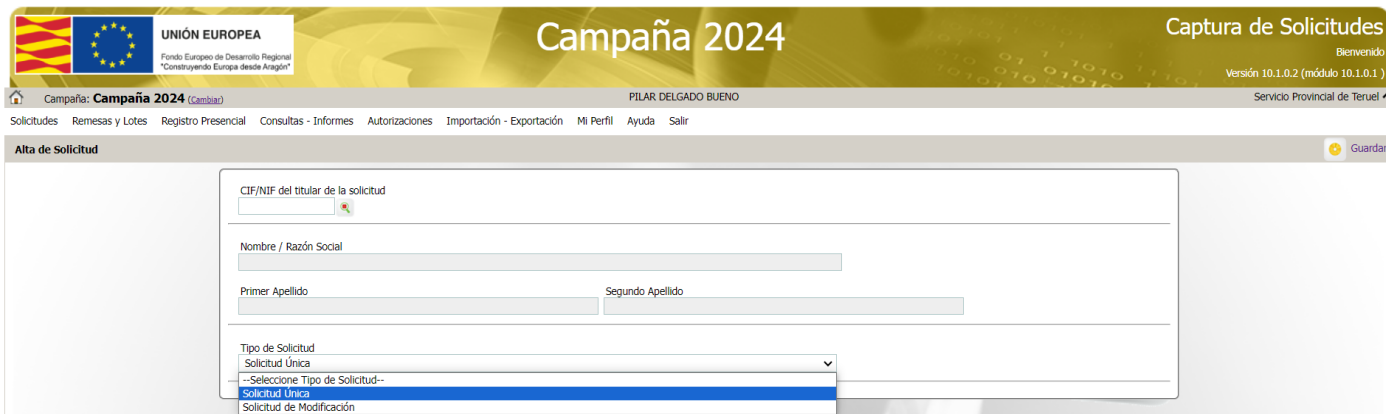 UNIÓN EUROPEA
Fondo Europeo de Desarrollo Regional
"Construyendo Europa desde Aragón"
Campaña 2024
Captura de Solicitudes
Bienvenido
Versión 10.1.0.2 (módulo 10.1.0.1 )
Campaña: Campaña 2024 (Cambiar)
PILAR DELGADO BUENO
Servicio Provincial de Teruel
Solicitudes Remesas y Lotes Registro Presencial Consultas - Informes Autorizaciones Importación - Exportación Mi Perfil Ayuda Salir
Alta de Solicitud
Guardar
CIF/NIF del titular de la solicitud
Nombre / Razón Social
Primer Apellido
Segundo Apellido
Tipo de Solicitud
Solicitud Única
--Seleccione Tipo de Solicitud--
Solicitud Única
Solicitud de Modificación